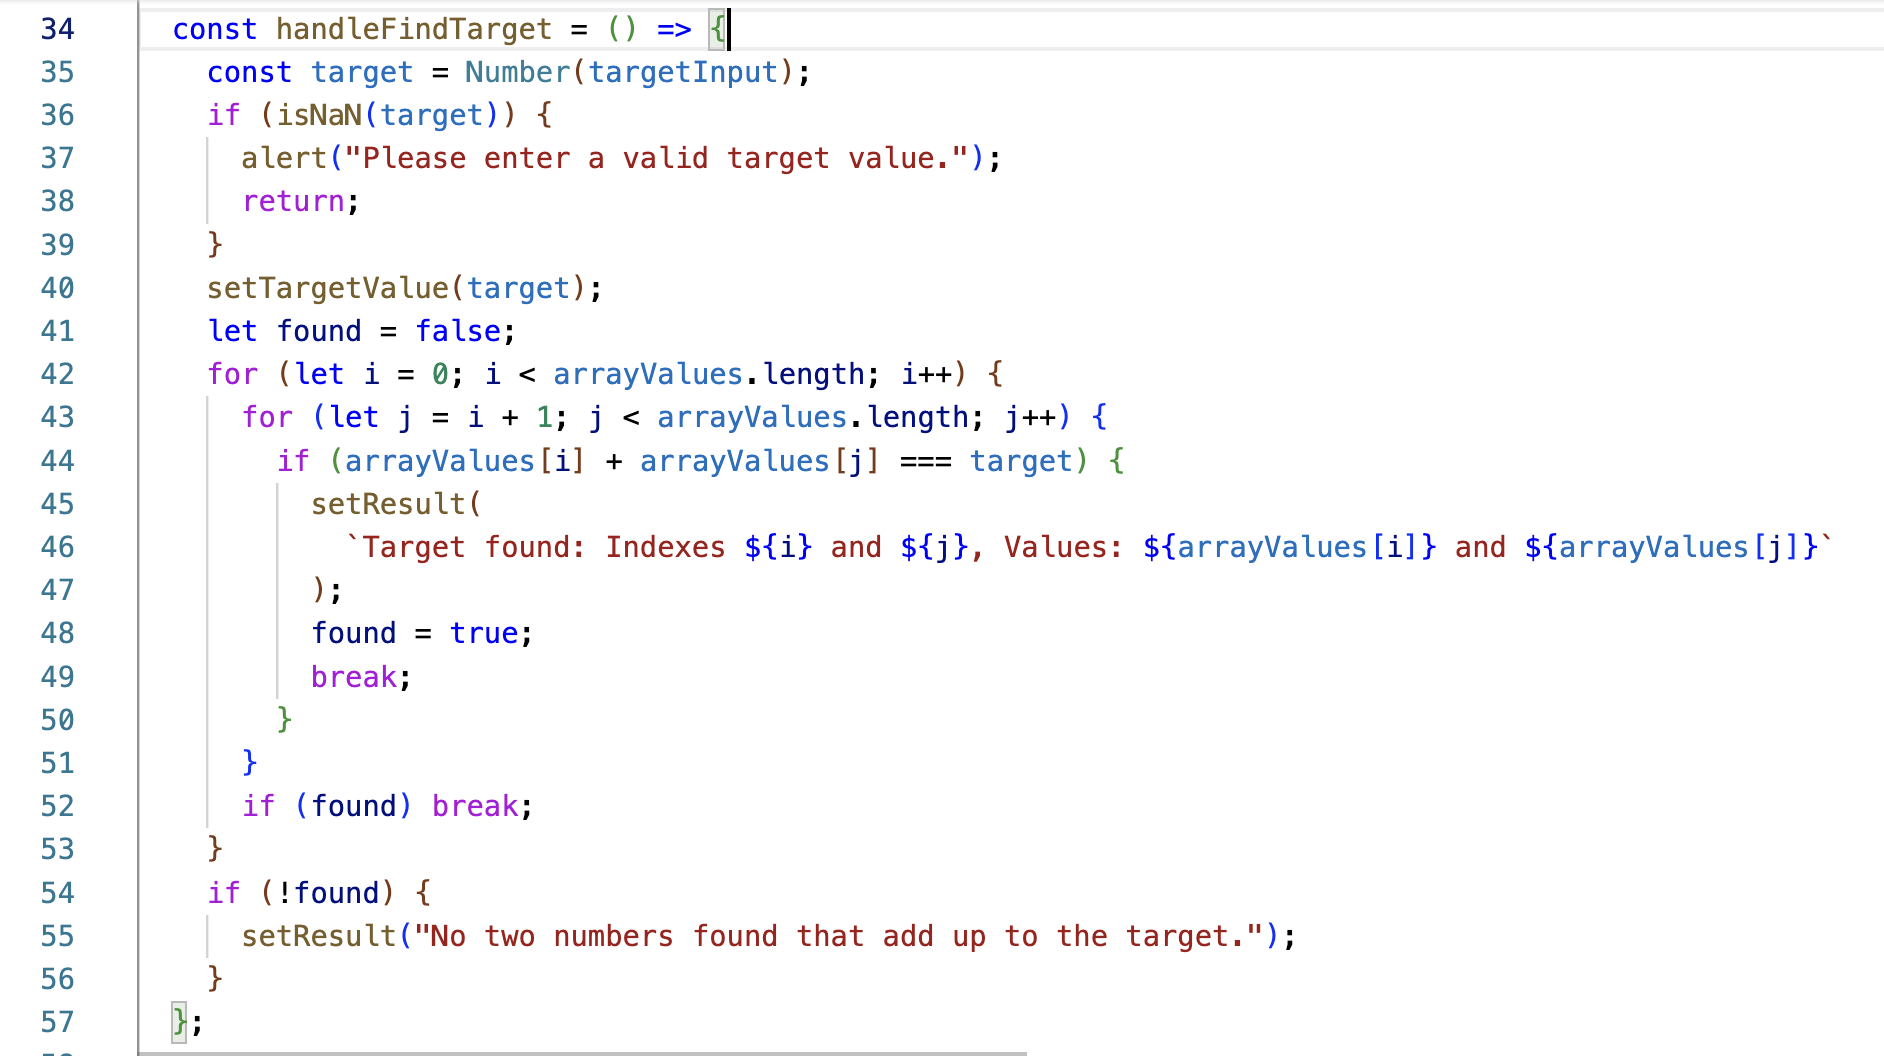 34 const handleFindTarget = () => {
35 const target = Number(targetInput);
36 if (isNaN(target)) {
37 alert("Please enter a valid target value.");
38 return;
39 }
40 setTargetValue(target);
41 let found = false;
42 for (let i = 0; i < arrayValues.length; i++) {
43 for (let j = i + 1; j < arrayValues.length; j++) {
44 if (arrayValues[i] + arrayValues[j] === target) {
45 setResult(
46 `Target found: Indexes ${i} and ${j}, Values: ${arrayValues[i]} and ${arrayValues[j]}`
47 );
48 found = true;
49 break;
50 }
51 }
52 if (found) break;
53 }
54 if (!found) {
55 setResult("No two numbers found that add up to the target.");
56 }
57 };